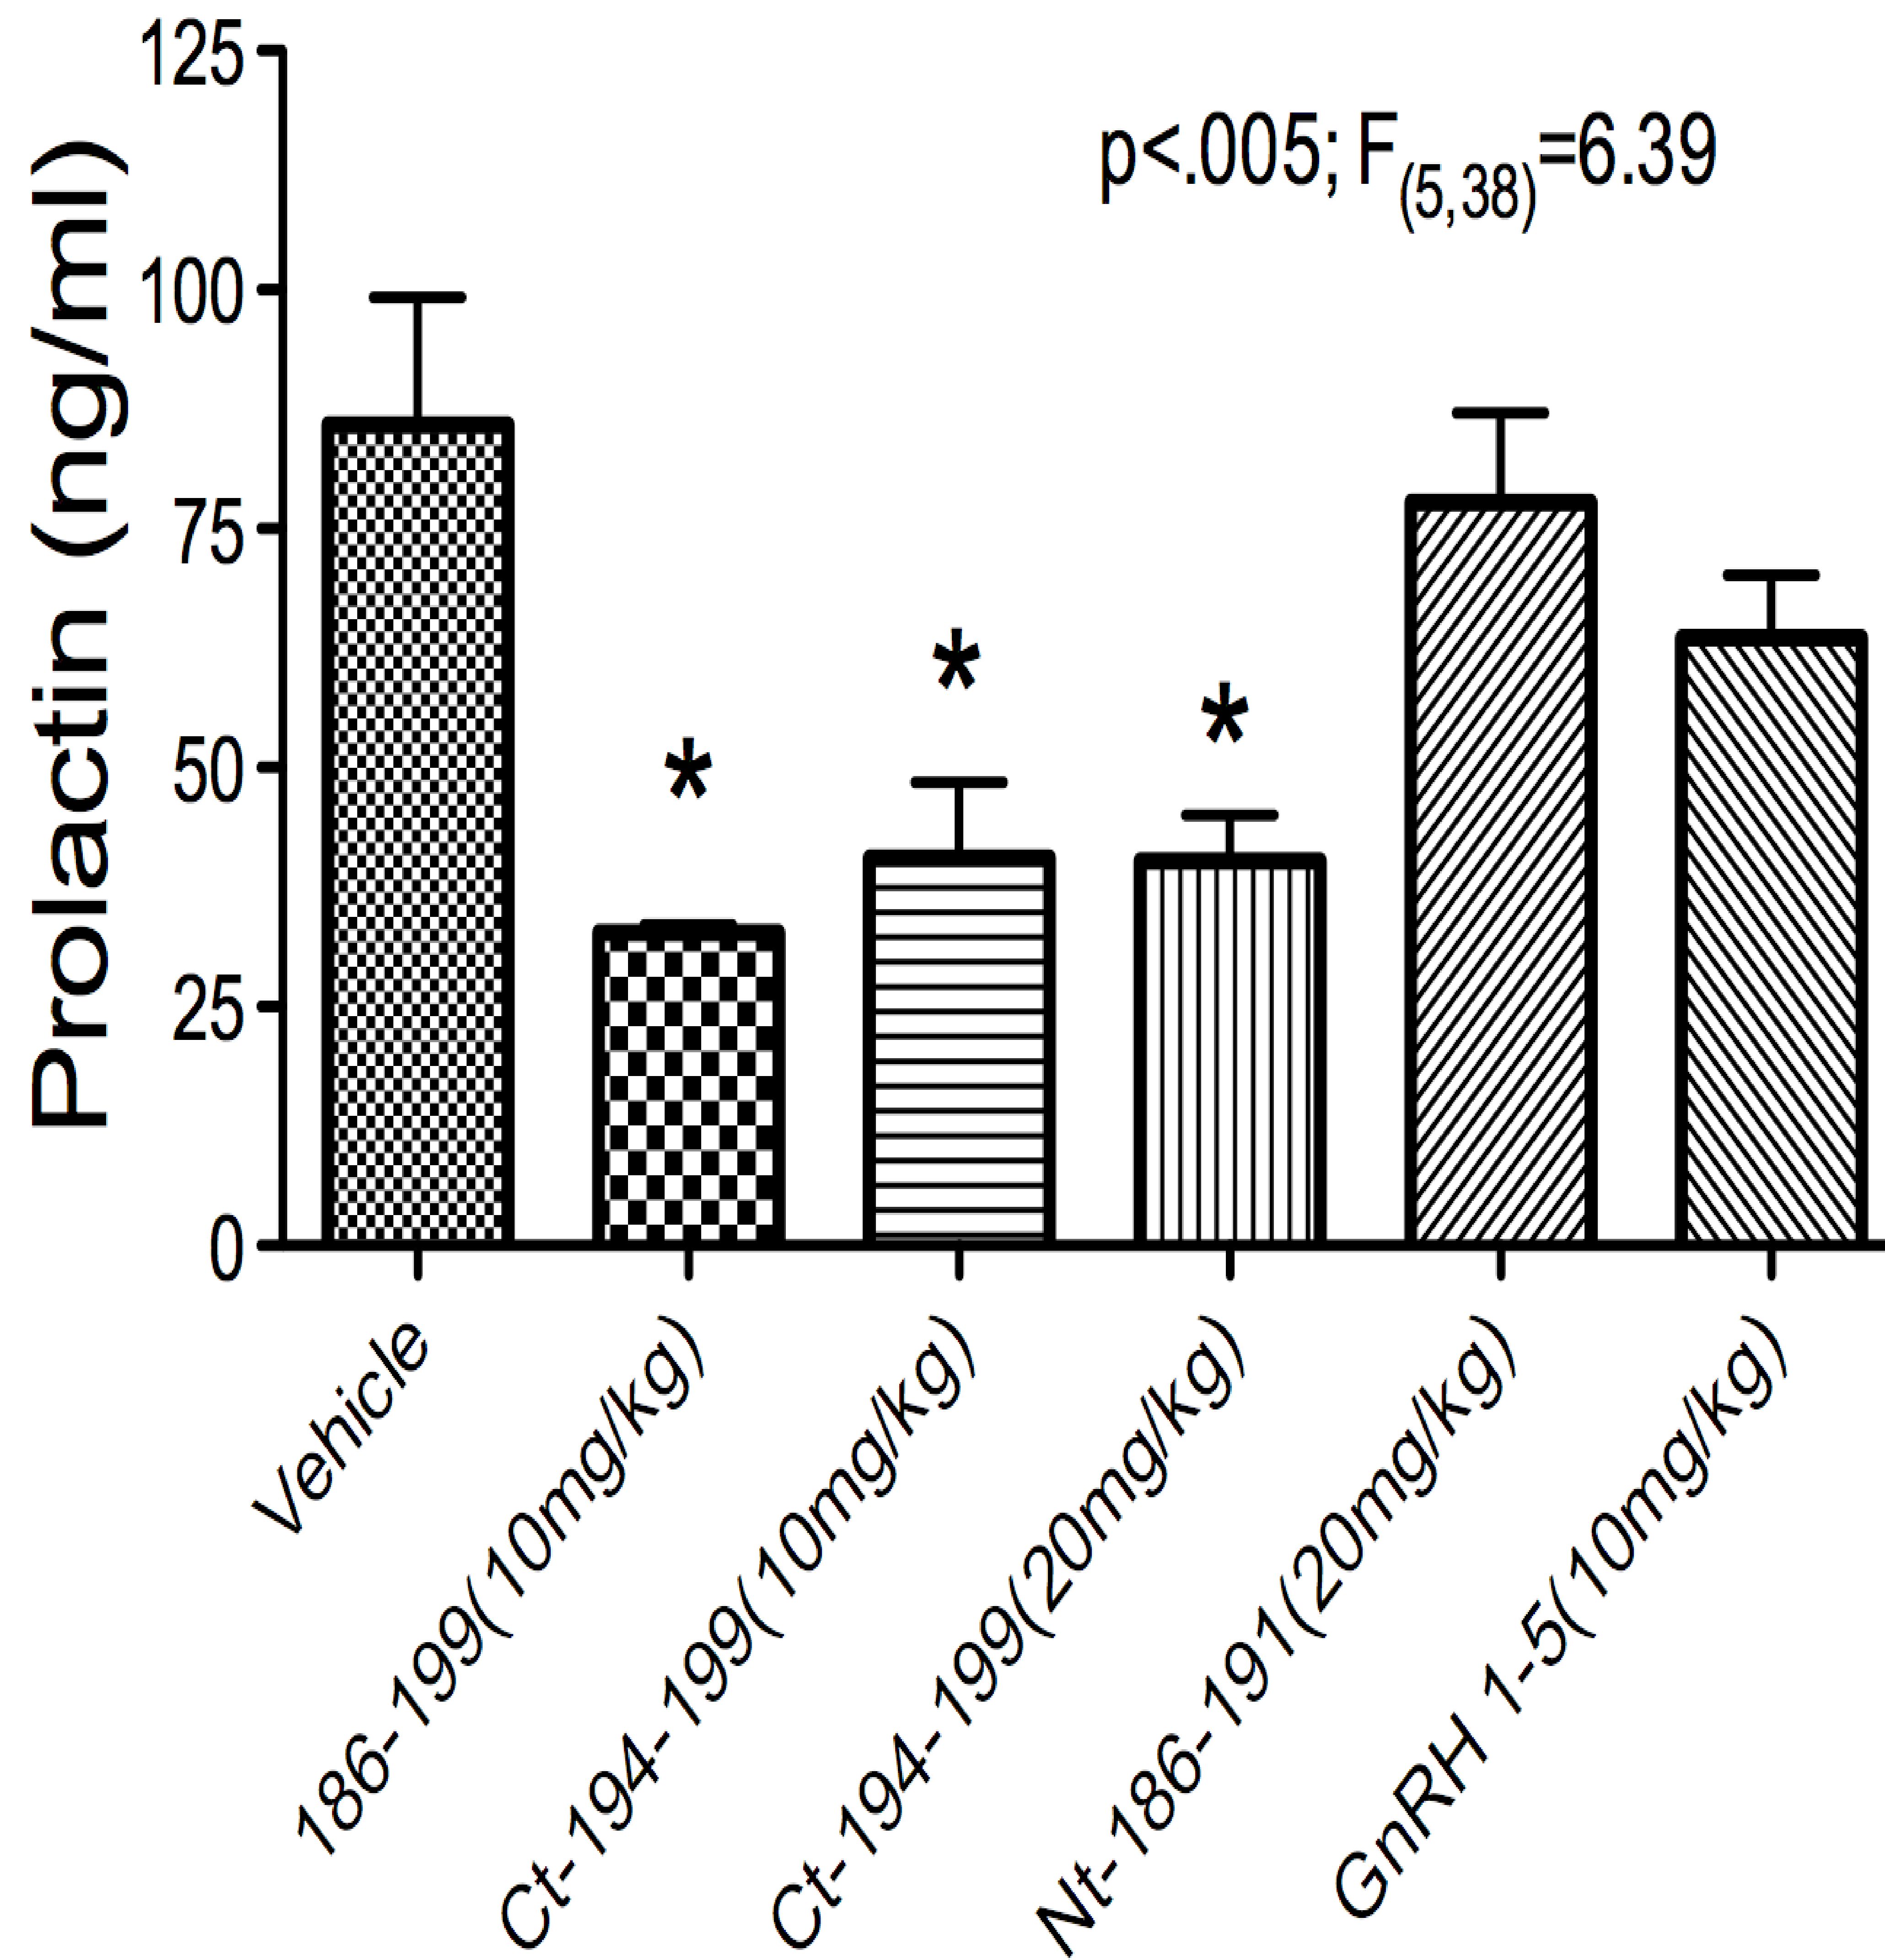 Prolactin (ng/ml)
125
100
75
50
25
0
p<.005; F(5,38)=6.39
*
*
*
Vehicle
186-199(10mg/kg)
Ct-194-199(10mg/kg)
Ct-194-199(20mg/kg)
Nt-186-191(20mg/kg)
GnRH 1-5(10mg/kg)